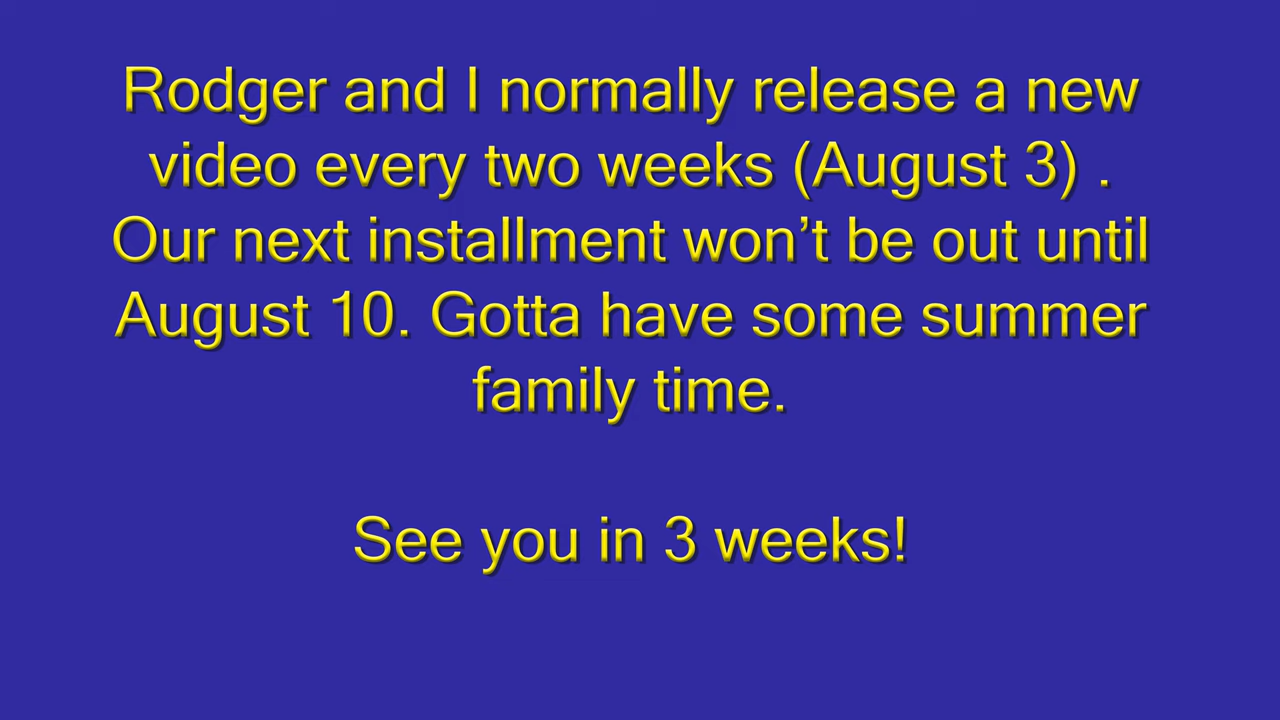 Rodger and I normally release a new
video every two weeks (August 3) .
Our next installment won’t be out until
August 10. Gotta have some summer
family time.
See you in 3 weeks!